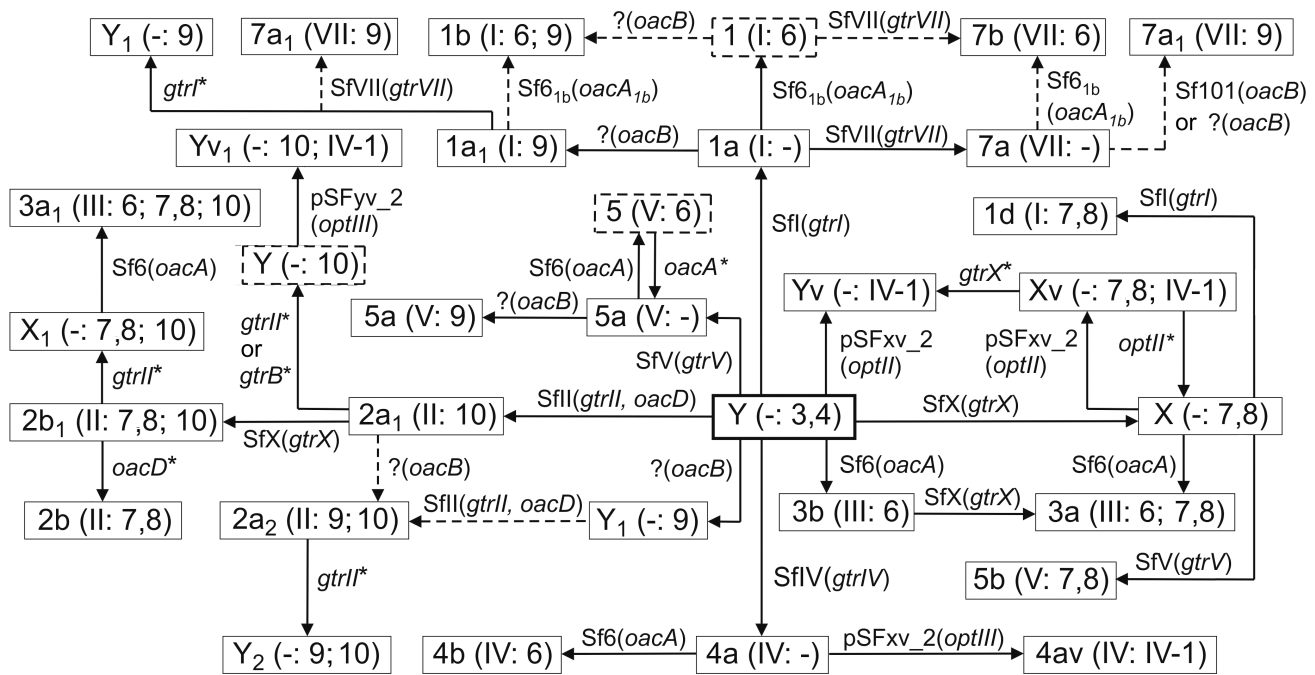 Y1 (-: 9)
7a1 (VII: 9)
1b (I: 6; 9)
?(oacB)
1 (I: 6)
SfVII(gtrVII)
7b (VII: 6)
7a1 (VII: 9)
gtrI*
SfVII(gtrVII)
Sf61b(oacA1b)
Sf61b(oacA1b)
Sf61b
(oacA1b)
Sf101(oacB)
or ?(oacB)
Yv1 (-: 10; IV-1)
1a1 (I: 9)
?(oacB)
1a (I: -)
SfVII(gtrVII)
7a (VII: -)
3a1 (III: 6; 7,8; 10)
pSFyv_2
(optIII)
5 (V: 6)
SfI(gtrI)
1d (I: 7,8)
SfI(gtrI)
Sf6(oacA)
Y (-: 10)
Sf6(oacA)
oacA*
Yv (-: IV-1)
gtrX*
Xv (-: 7,8; IV-1)
X1 (-: 7,8; 10)
gtrII*
or
gtrB*
5a (V: 9)
?(oacB)
5a (V: -)
pSFxv_2
(optII)
pSFxv_2
(optII)
optII*
gtrII*
SfV(gtrV)
2b1 (II: 7,8; 10)
SfX(gtrX)
2a1 (II: 10)
SfII(gtrII, oacD)
Y (-: 3,4)
SfX(gtrX)
X (-: 7,8)
oacD*
?(oacB)
?(oacB)
Sf6(oacA)
Sf6(oacA)
2b (II: 7,8)
2a2 (II: 9; 10)
SfII(gtrII, oacD)
Y1 (-: 9)
3b (III: 6)
SfX(gtrX)
3a (III: 6; 7,8)
gtrII*
SfIV(gtrIV)
5b (V: 7,8)
SfV(gtrV)
Y2 (-: 9; 10)
4b (IV: 6)
Sf6(oacA)
4a (IV: -)
pSFxv_2(optIII)
4av (IV: IV-1)